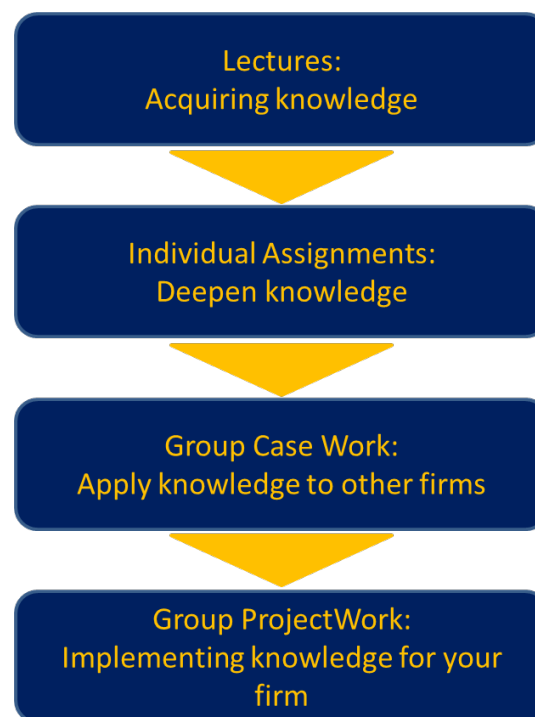 Lectures:
Acquiring knowledge
Individual Assignments:
Deepen knowledge
Group Case Work:
Apply knowledge to other firms
Group ProjectWork:
Implementing knowledge for your
firm